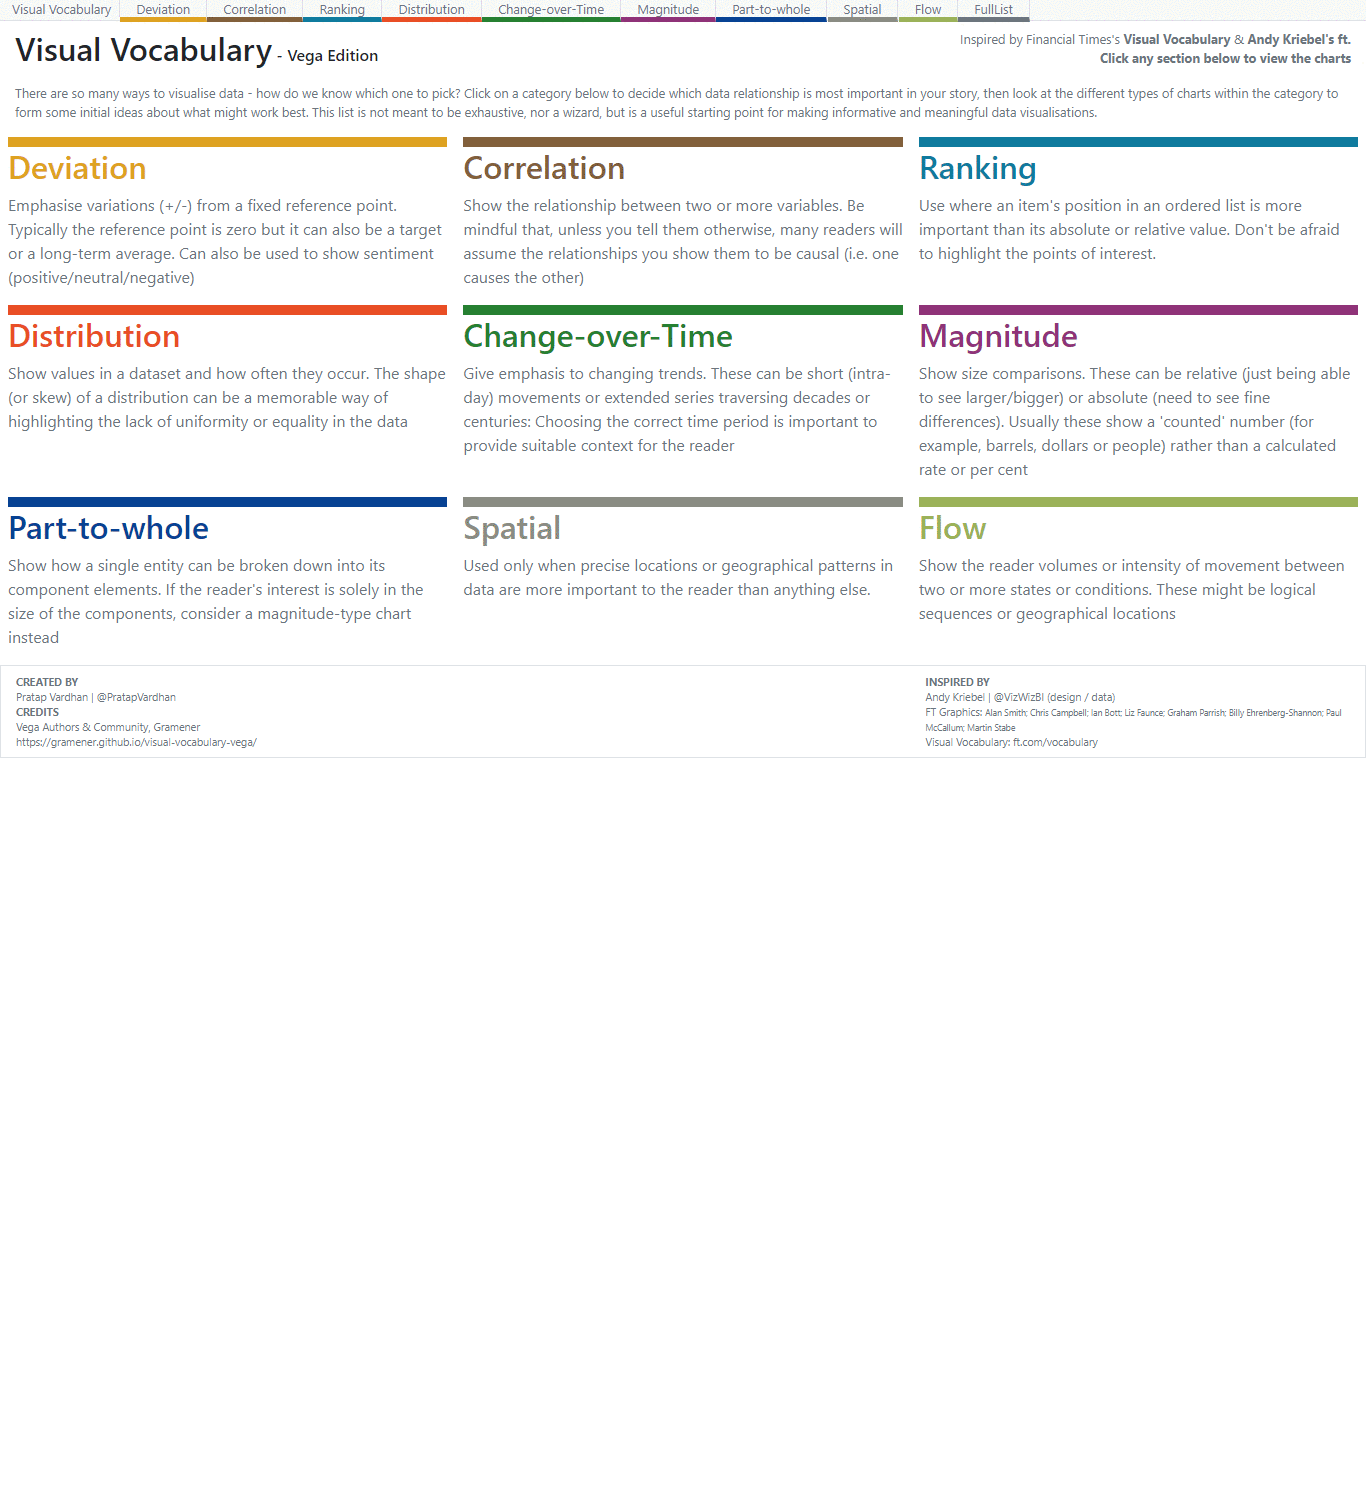 Visual Vocabulary Deviation Correlation Ranking Distribution Change-over-Time Magnitude Part-to-whole Spatial Flow FullList
Visual Vocabulary - Vega Edition
Inspired by Financial Times's Visual Vocabulary & Andy Kriebel's ft.
Click any section below to view the charts
There are so many ways to visualise data - how do we know which one to pick? Click on a category below to decide which data relationship is most important in your story, then look at the different types of charts within the category to
form some initial ideas about what might work best. This list is not meant to be exhaustive, nor a wizard, but is a useful starting point for making informative and meaningful data visualisations.
Deviation
Emphasise variations (+/-) from a fixed reference point.
Typically the reference point is zero but it can also be a target
or a long-term average. Can also be used to show sentiment
(positive/neutral/negative)
Correlation
Show the relationship between two or more variables. Be
mindful that, unless you tell them otherwise, many readers will
assume the relationships you show them to be causal (i.e. one
causes the other)
Ranking
Use where an item's position in an ordered list is more
important than its absolute or relative value. Don't be afraid
to highlight the points of interest.
Distribution
Show values in a dataset and how often they occur. The shape
(or skew) of a distribution can be a memorable way of
highlighting the lack of uniformity or equality in the data
Change-over-Time
Give emphasis to changing trends. These can be short (intra-
day) movements or extended series traversing decades or
centuries: Choosing the correct time period is important to
provide suitable context for the reader
Magnitude
Show size comparisons. These can be relative (just being able
to see larger/bigger) or absolute (need to see fine
differences). Usually these show a 'counted' number (for
example, barrels, dollars or people) rather than a calculated
rate or per cent
Part-to-whole
Show how a single entity can be broken down into its
component elements. If the reader's interest is solely in the
size of the components, consider a magnitude-type chart
instead
Spatial
Used only when precise locations or geographical patterns in
data are more important to the reader than anything else.
Flow
Show the reader volumes or intensity of movement between
two or more states or conditions. These might be logical
sequences or geographical locations
CREATED BY
Pratap Vardhan | @PratapVardhan
CREDITS
Vega Authors & Community, Gramener
https://gramener.github.io/visual-vocabulary-vega/
INSPIRED BY
Andy Kriebel | @VizWizBI (design / data)
FT Graphics: Alan Smith; Chris Campbell; Ian Bott; Liz Faunce; Graham Parrish; Billy Ehrenberg-Shannon; Paul
McCallum; Martin Stabe
Visual Vocabulary: ft.com/vocabulary